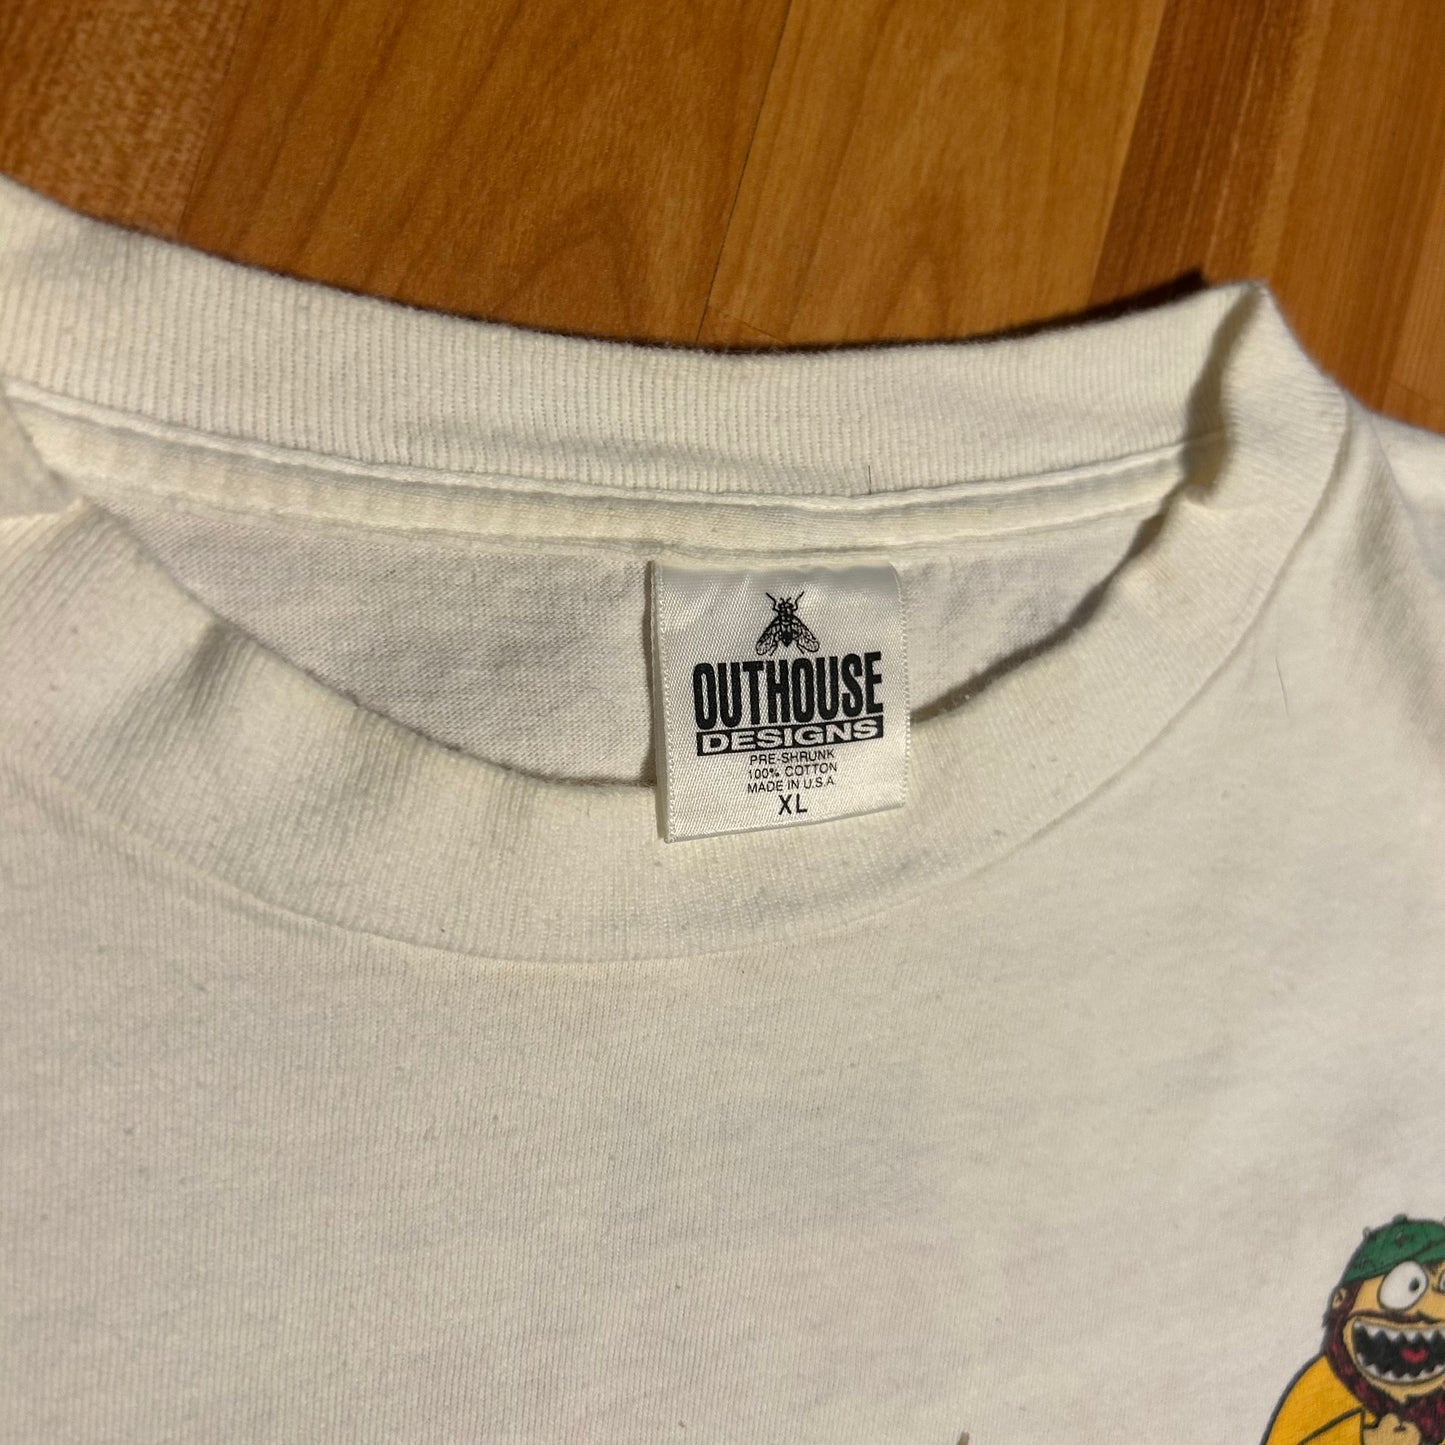 OUTHOUSE
DESIGNS
PRE-SHRUNK
100% COTTON
MADE IN U.S.A.
XL